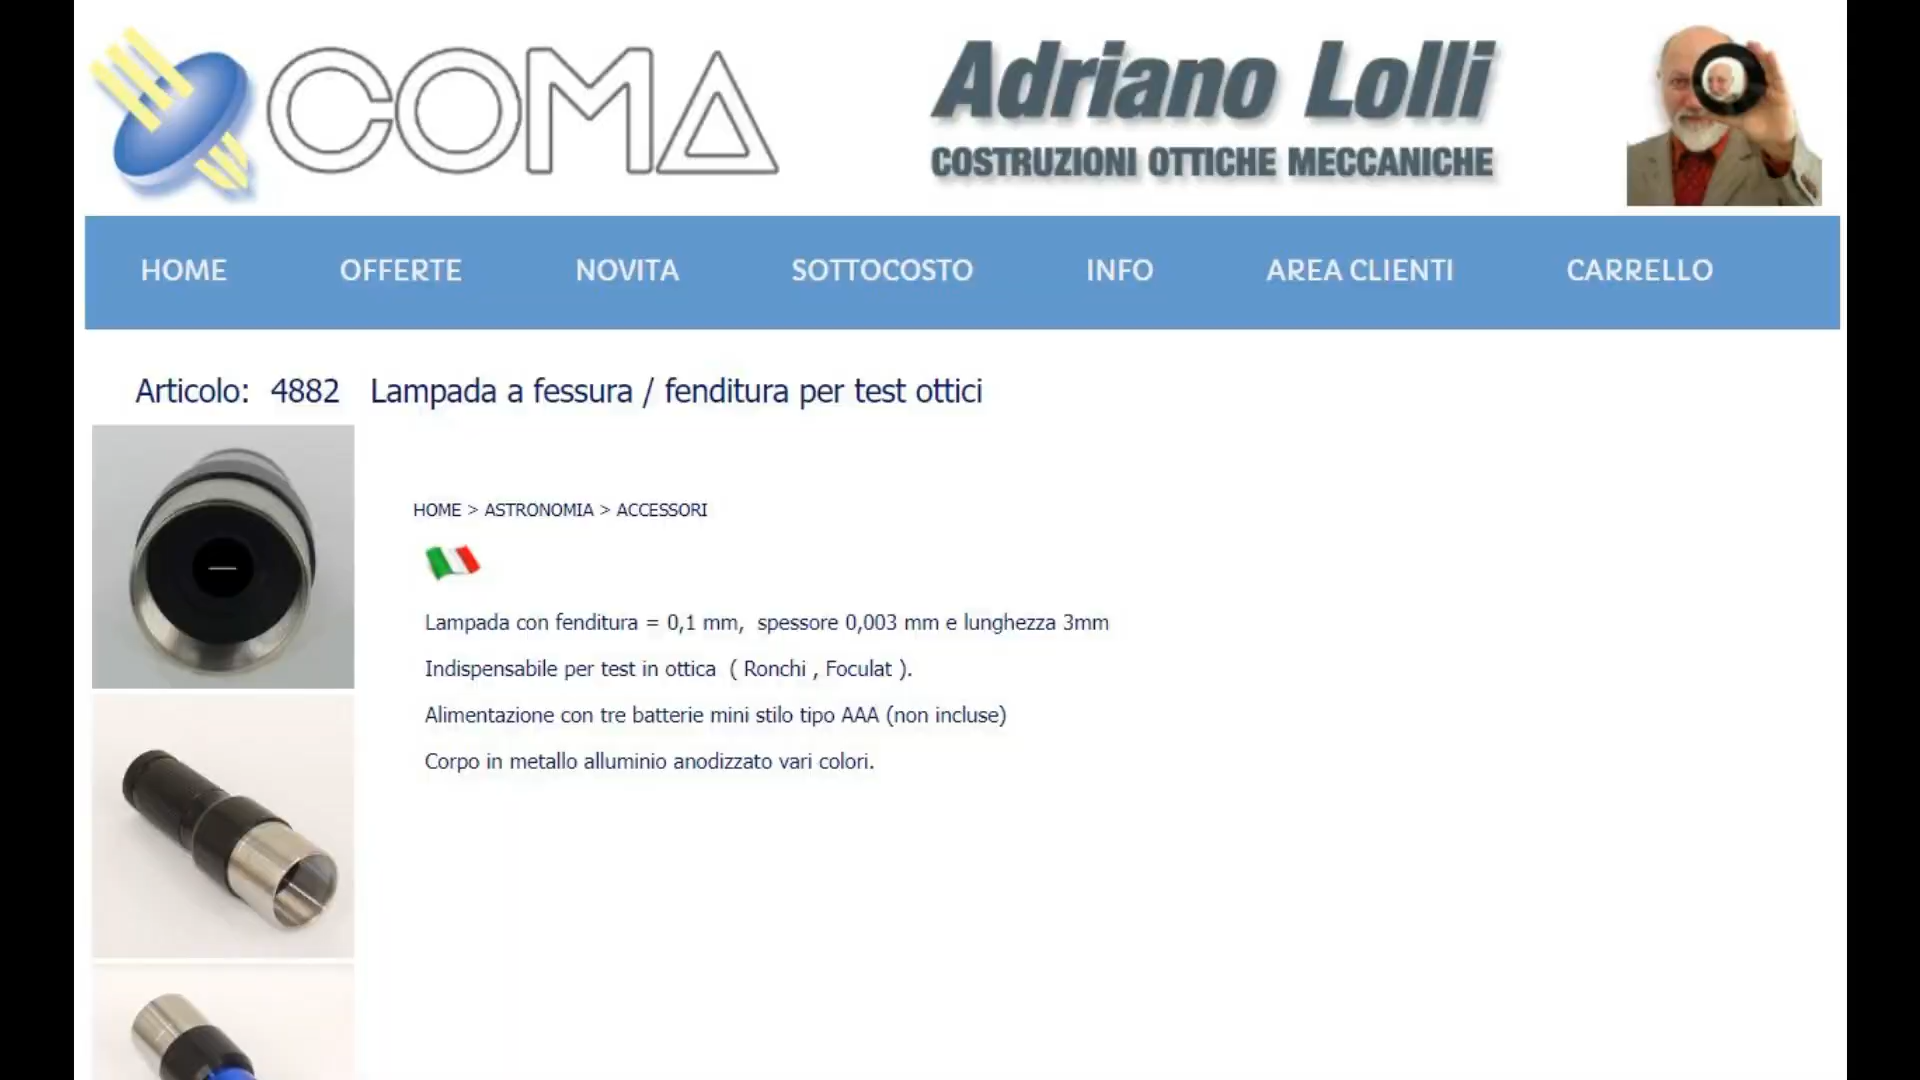 COMA
Adriano Lolli
COSTRUZIONI OTTICHE MECCANICHE
HOME OFFERTE NOVITA SOTTOCOSTO INFO AREA CLIENTI CARRELLO
Articolo: 4882 Lampada a fessura / fenditura per test ottici
HOME > ASTRONOMIA > ACCESSORI
Lampada con fenditura = 0,1 mm, spessore 0,003 mm e lunghezza 3mm
Indispensabile per test in ottica ( Ronchi , Foculat ).
Alimentazione con tre batterie mini stilo tipo AAA (non incluse)
Corpo in metallo alluminio anodizzato vari colori.